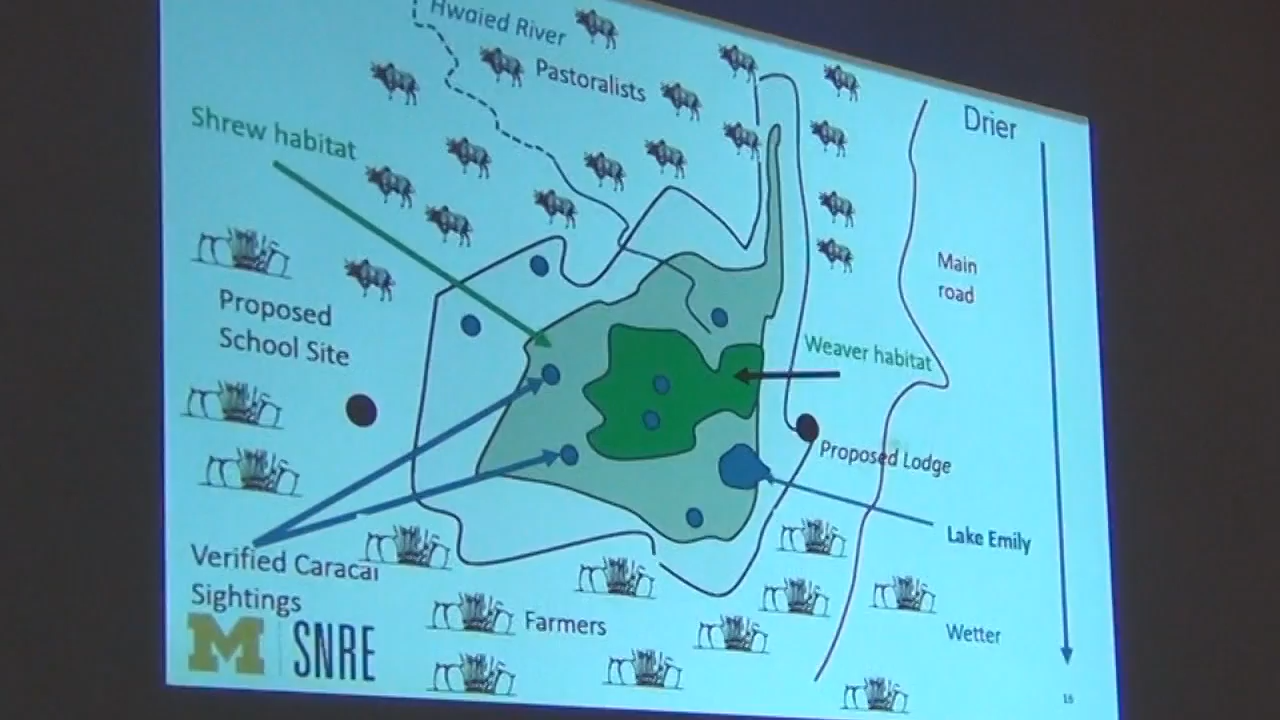 Hwaied River
Pastoralists
Drier
Shrew habitat
Main
road
Proposed
School Site
Weaver habitat
Proposed Lodge
Lake Emily
Verified Caracal
Sightings
Farmers
Wetter
M SNRE
16